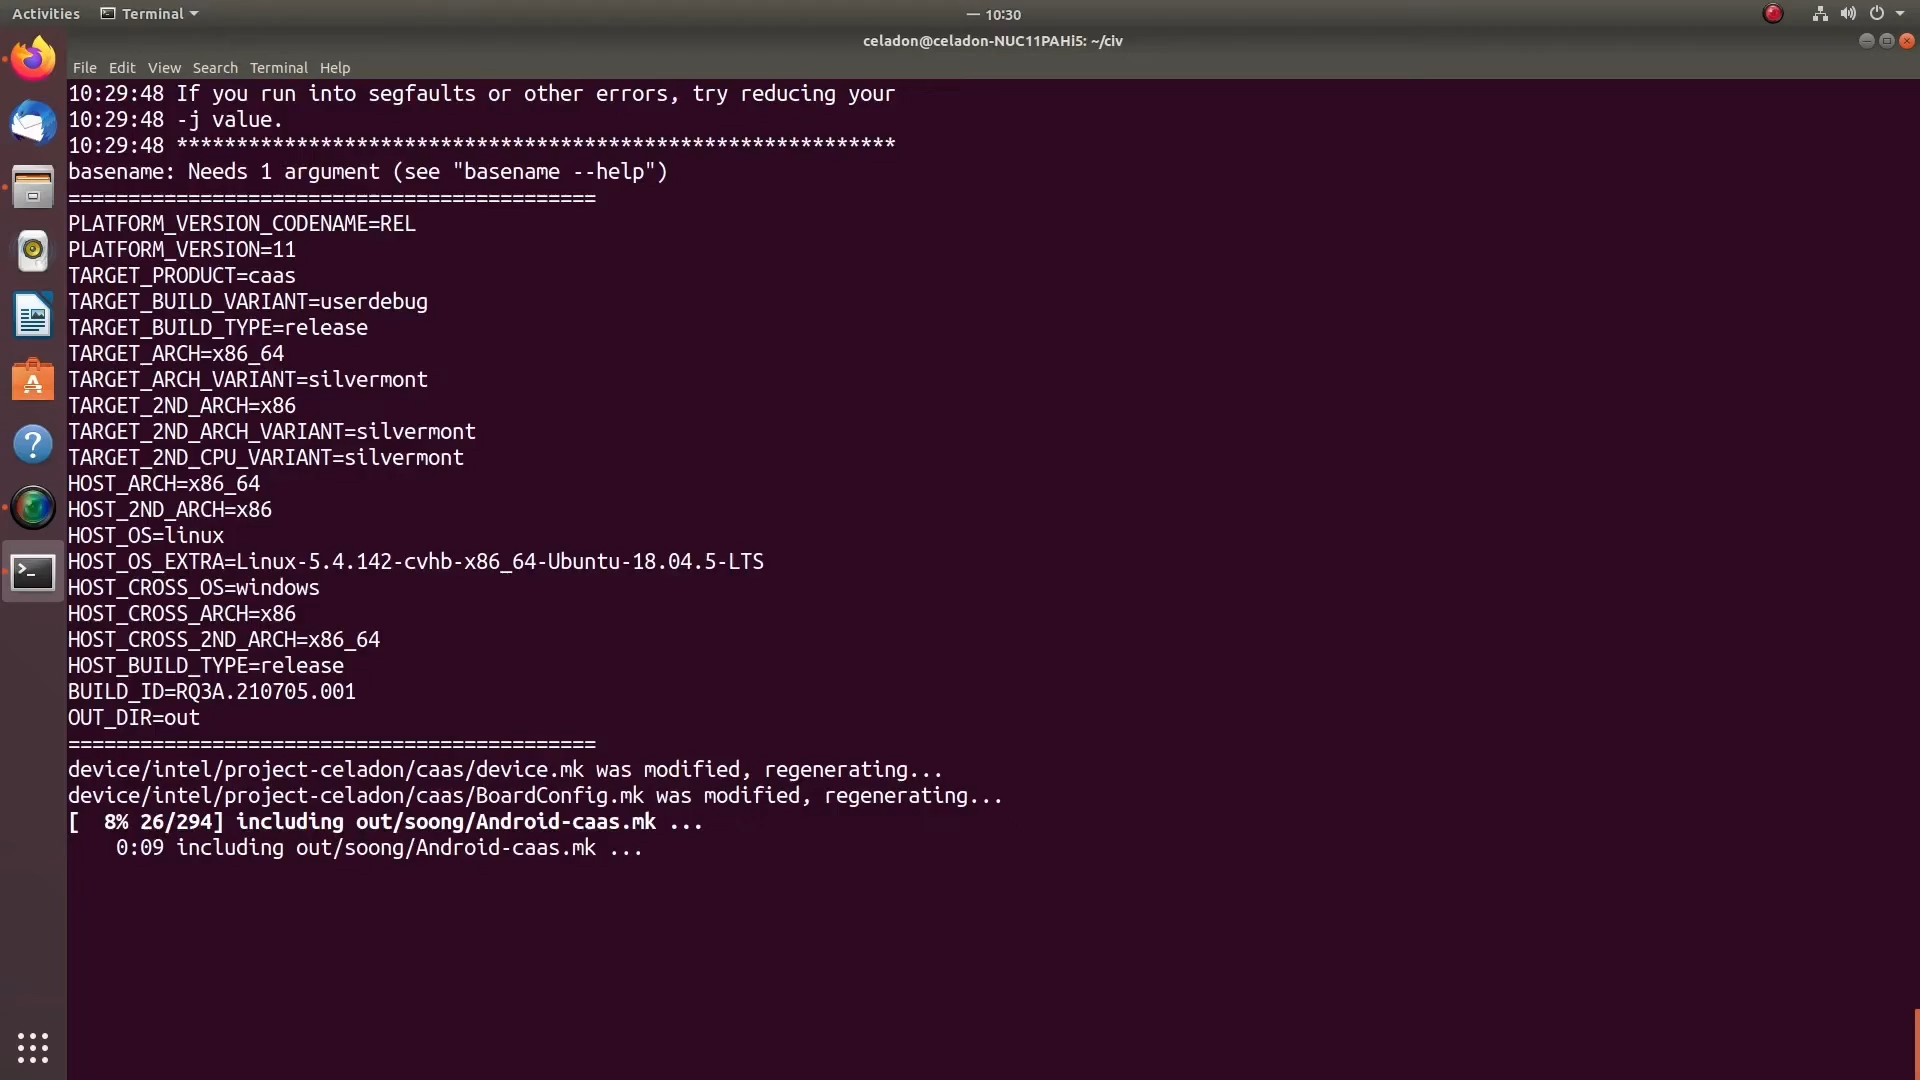 Activities Terminal — 10:30
celadon@celadon-NUC11PAHi5: ~/civ
File Edit View Search Terminal Help
10:29:48 If you run into segfaults or other errors, try reducing your
10:29:48 -j value.
10:29:48 ************************************************************
basename: Needs 1 argument (see "basename --help")
============================================
PLATFORM_VERSION_CODENAME=REL
PLATFORM_VERSION=11
TARGET_PRODUCT=caas
TARGET_BUILD_VARIANT=userdebug
TARGET_BUILD_TYPE=release
TARGET_ARCH=x86_64
TARGET_ARCH_VARIANT=silvermont
TARGET_2ND_ARCH=x86
TARGET_2ND_ARCH_VARIANT=silvermont
TARGET_2ND_CPU_VARIANT=silvermont
HOST_ARCH=x86_64
HOST_2ND_ARCH=x86
HOST_OS=linux
HOST_OS_EXTRA=Linux-5.4.142-cvhb-x86_64-Ubuntu-18.04.5-LTS
HOST_CROSS_OS=windows
HOST_CROSS_ARCH=x86
HOST_CROSS_2ND_ARCH=x86_64
HOST_BUILD_TYPE=release
BUILD_ID=RQ3A.210705.001
OUT_DIR=out
============================================
device/intel/project-celadon/caas/device.mk was modified, regenerating...
device/intel/project-celadon/caas/BoardConfig.mk was modified, regenerating...
[  8% 26/294] including out/soong/Android-caas.mk ...
    0:09 including out/soong/Android-caas.mk ...